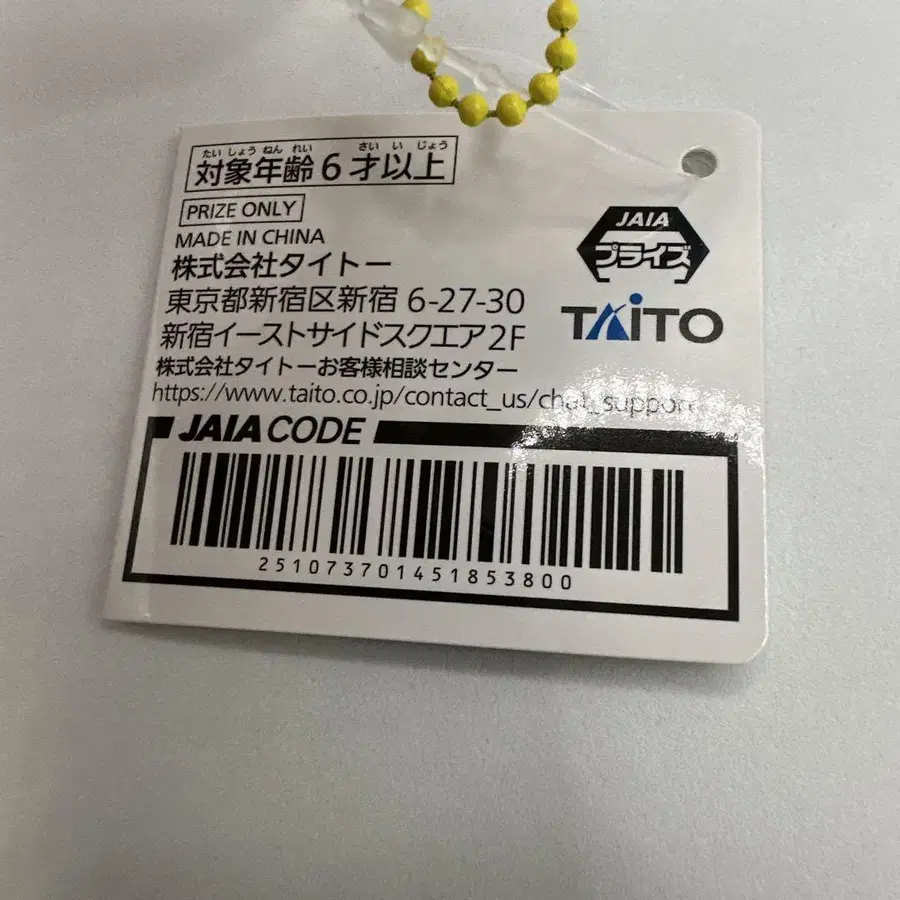 たいしょうねんれい さいいじょう
対象年齢6才以上
PRIZE ONLY
MADE IN CHINA
株式会社タイトー
東京都新宿区新宿 6-27-30
新宿イーストサイドスクエア2F
株式会社タイトーお客様相談センター
https://www.taito.co.jp/contact_us/chat_support
JAIA
プライズ
TAITO
JAIA CODE
251073701451853800